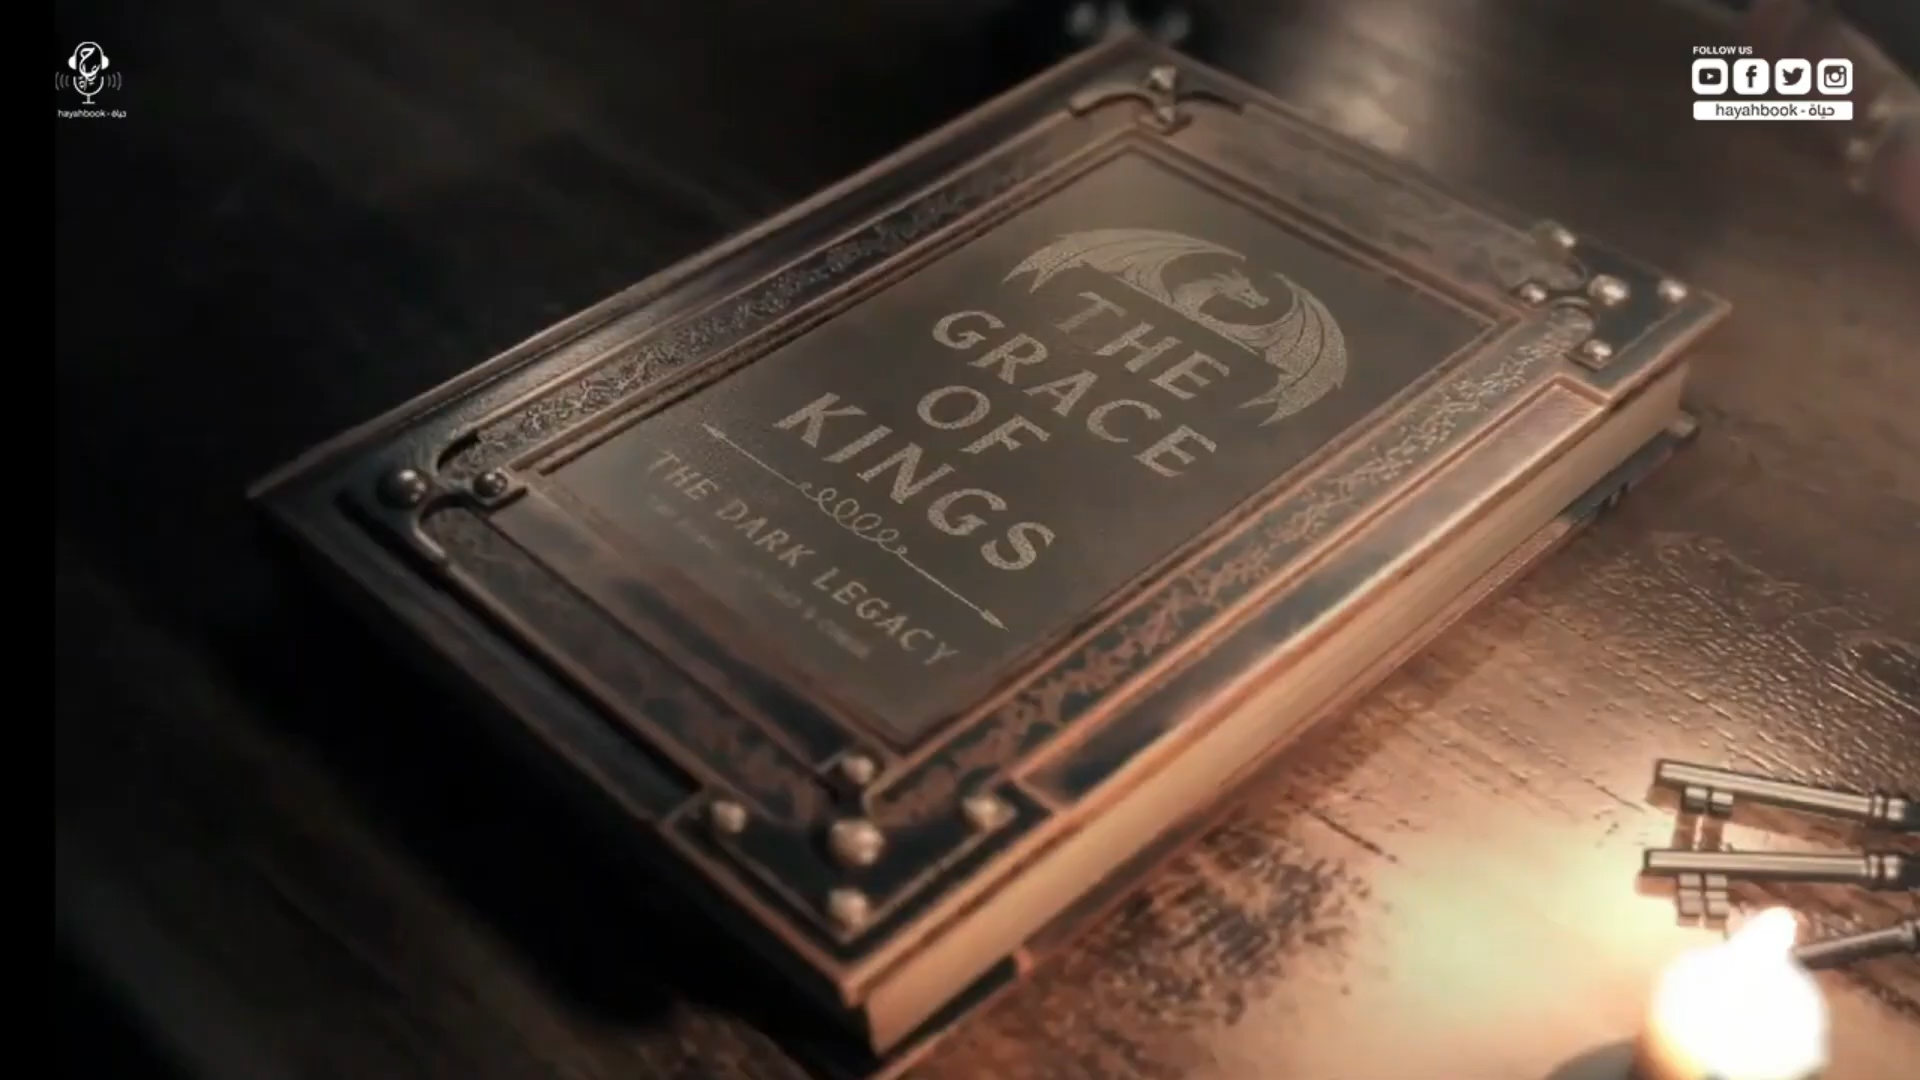 hayahbook - حياة
FOLLOW US
hayahbook - حياة
THE
GRACE
OF
KINGS
THE DARK LEGACY